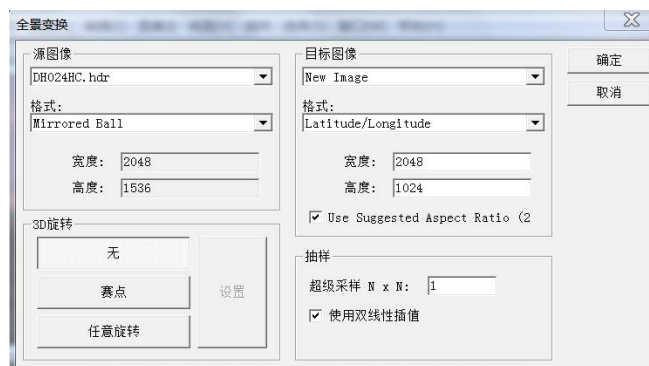 全景变换
源图像
DH024HC.hdr
格式:
Mirrored Ball
宽度: 2048
高度: 1536
3D旋转
无
赛点
任意旋转
设置
目标图像
New Image
格式:
Latitude/Longitude
宽度: 2048
高度: 1024
Use Suggested Aspect Ratio (2
抽样
超级采样 N x N: 1
使用双线性插值
确定
取消